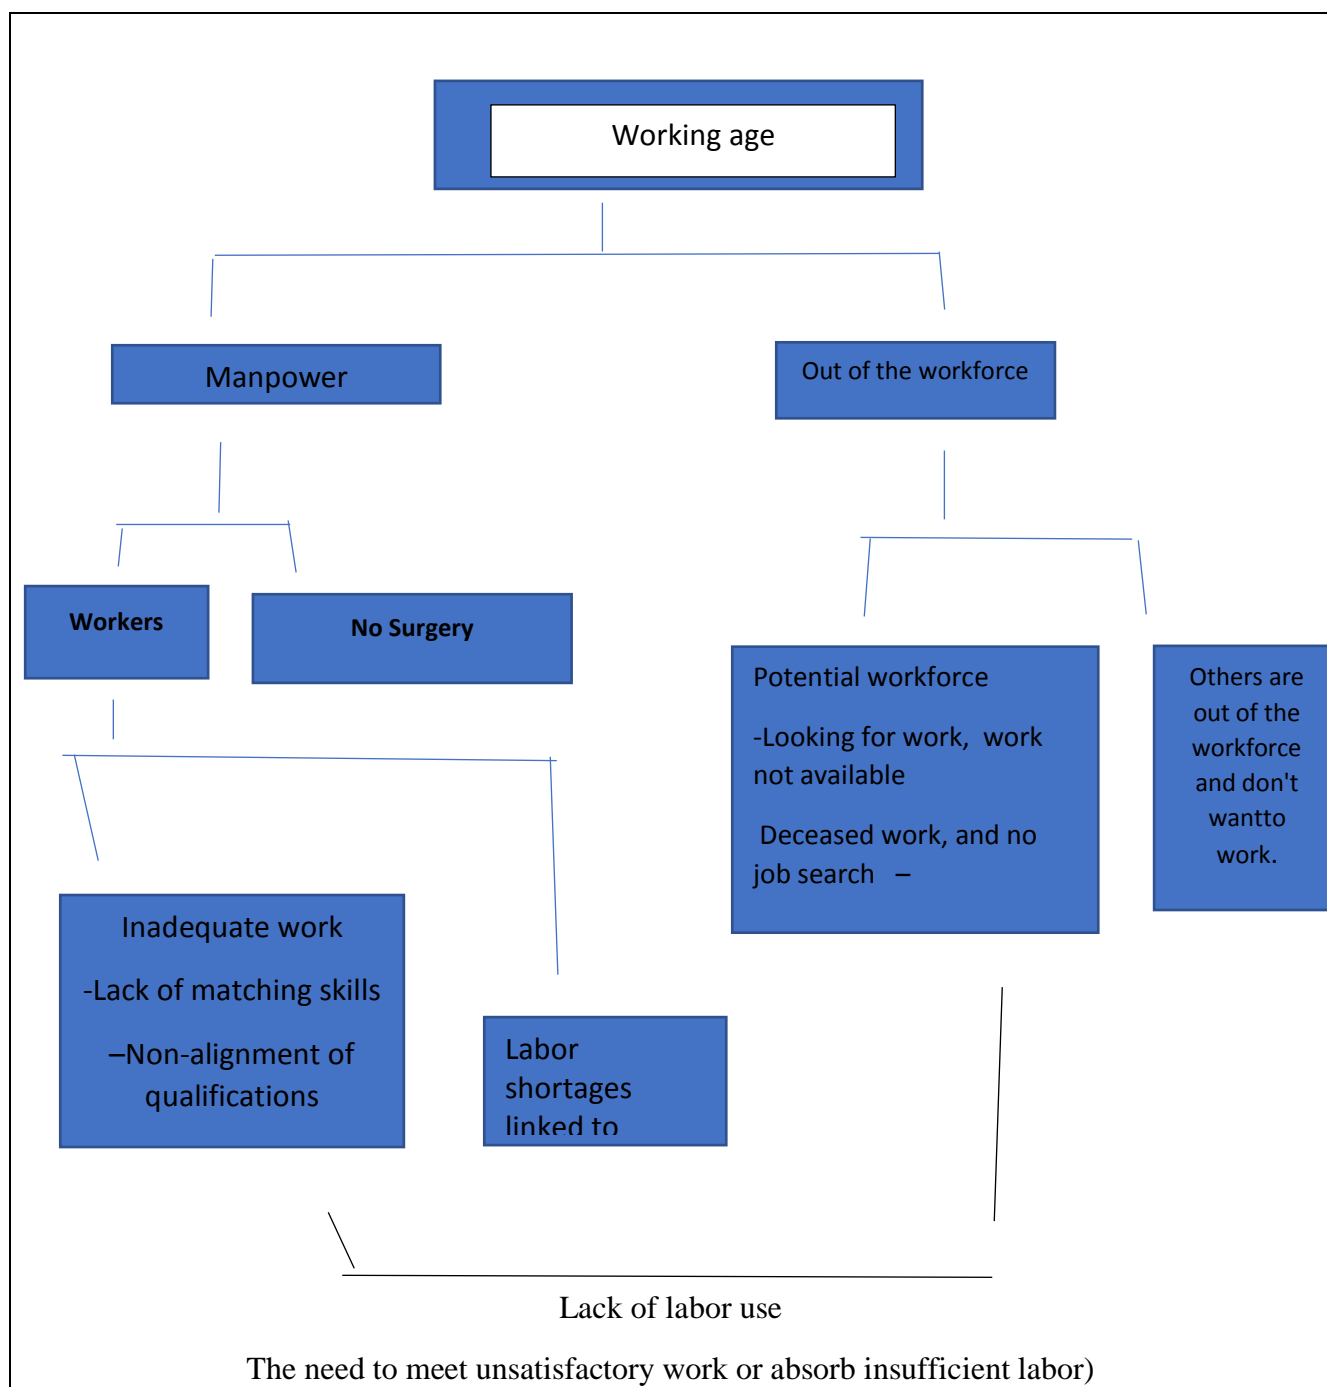 Working age
Manpower
Out of the workforce
Workers
No Surgery
Potential workforce
-Looking for work, work
not available
Deceased work, and no
job search –
Others are
out of the
workforce
and don't
wantto
work.
Inadequate work
-Lack of matching skills
–Non-alignment of
qualifications
Labor
shortages
linked to
Lack of labor use
The need to meet unsatisfactory work or absorb insufficient labor)